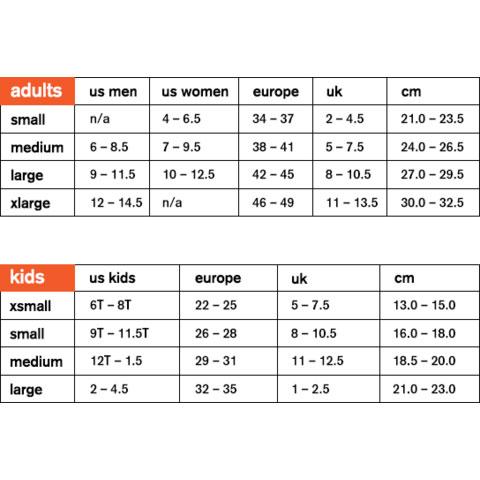 adults us men us women europe uk cm
small n/a 4 – 6.5 34 – 37 2 – 4.5 21.0 – 23.5
medium 6 – 8.5 7 – 9.5 38 – 41 5 – 7.5 24.0 – 26.5
large 9 – 11.5 10 – 12.5 42 – 45 8 – 10.5 27.0 – 29.5
xlarge 12 – 14.5 n/a 46 – 49 11 – 13.5 30.0 – 32.5
kids us kids europe uk cm
xsmall 6T – 8T 22 – 25 5 – 7.5 13.0 – 15.0
small 9T – 11.5T 26 – 28 8 – 10.5 16.0 – 18.0
medium 12T – 1.5 29 – 31 11 – 12.5 18.5 – 20.0
large 2 – 4.5 32 – 35 1 – 2.5 21.0 – 23.0